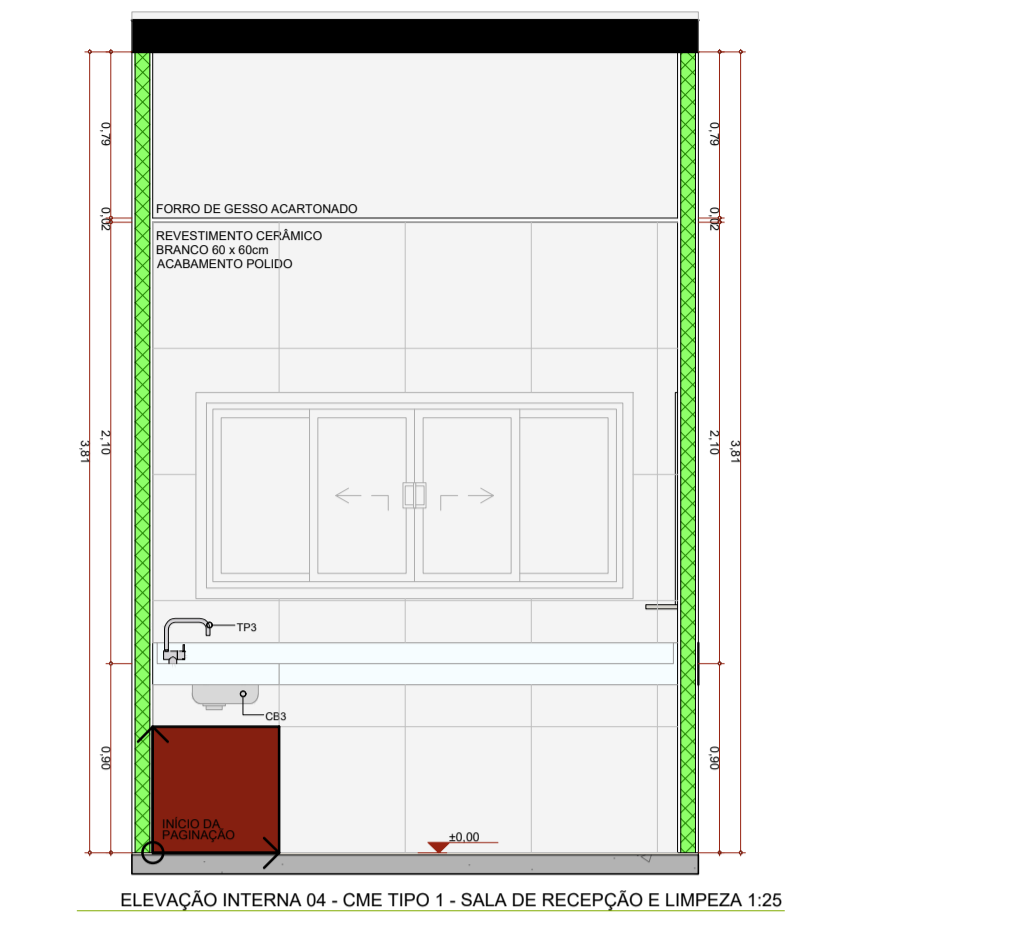 0,79
0,79
FORRO DE GESSO ACARTONADO
0,02
0,02
REVESTIMENTO CERÂMICO
BRANCO 60 x 60cm
ACABAMENTO POLIDO
3,81
2,10
2,10
3,81
TP3
CB3
0,90
0,90
INÍCIO DA
PAGINAÇÃO
±0,00
ELEVAÇÃO INTERNA 04 - CME TIPO 1 - SALA DE RECEPÇÃO E LIMPEZA 1:25